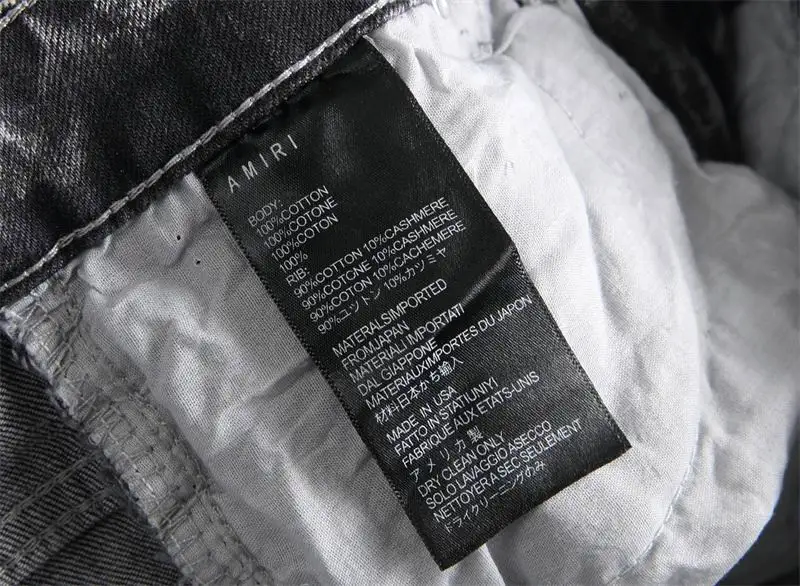 AMIRI
BODY:
100%COTTON
100%COTONE
100%COTON
100%
RIB:
90%COTTON 10%CASHMERE
90%COTCNE 10%CASHMERE
90%COTON 10%CACHEMERE
90%ユットン 10%カツミヤ
MATERALSIMPORTED
FROMJAPAN
MATERIALI IMPORTATI
DAL GIAPPONE
MATERIAUXIMPORTES DU JAPON
材料日本から輸入
MADE IN USA
FATTO IN STATIUNIYI
FABRIQUE AUX ETATS-UNIS
アメリカ製
DRY CLEAN ONLY
SOLO LAVAGGIO ASECCO
NETTOYER A SEC SEULEMENT
ドライクリーニングのみ